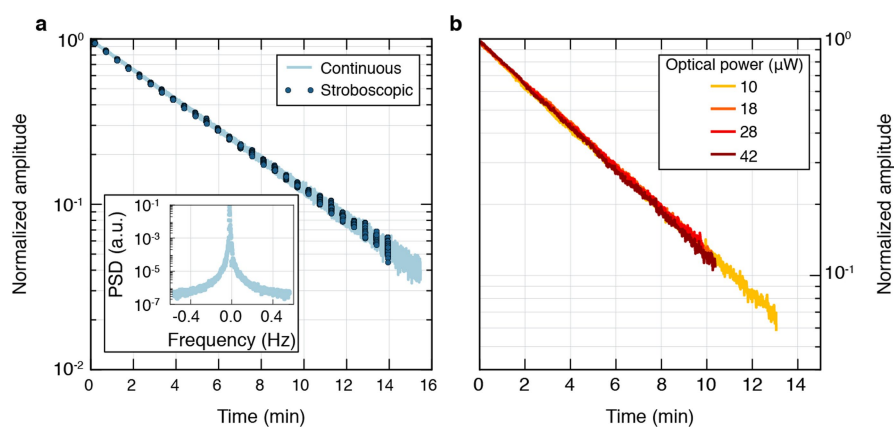 a
10⁰
10⁻¹
10⁻²
Normalized amplitude
Continuous
Stroboscopic
10⁻¹
10⁻³
10⁻⁵
10⁻⁷
PSD (a.u.)
-0.4 0.0 0.4
Frequency (Hz)
0 2 4 6 8 10 12 14 16
Time (min)
b
Optical power (μW)
10
18
28
42
10⁰
10⁻¹
Normalized amplitude
0 2 4 6 8 10 12 14
Time (min)